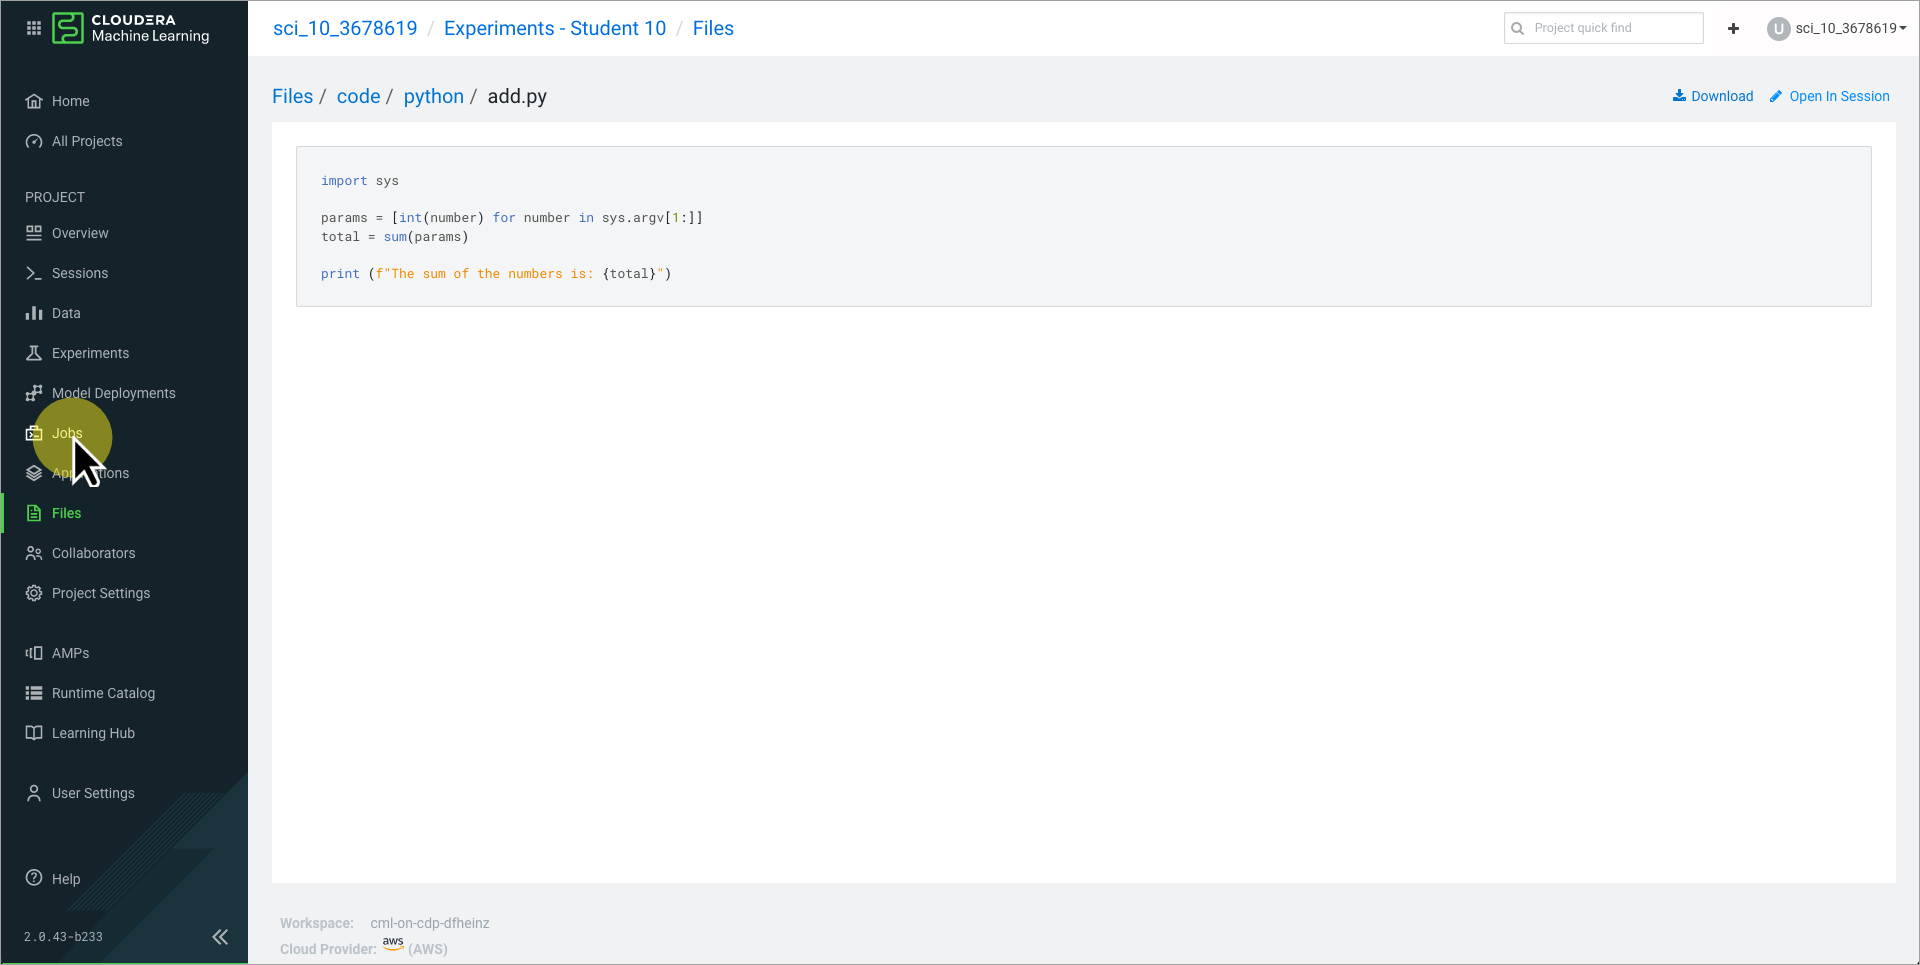 CLOUDERA
Machine Learning
Home
All Projects
PROJECT
Overview
Sessions
Data
Experiments
Model Deployments
Jobs
Applications
Files
Collaborators
Project Settings
AMPs
Runtime Catalog
Learning Hub
User Settings
Help
2.0.43-b233
sci_10_3678619 / Experiments - Student 10 / Files
Project quick find
+
U sci_10_3678619
Files / code / python / add.py
Download
Open In Session
import sys
params = [int(number) for number in sys.argv[1:]]
total = sum(params)
print (f"The sum of the numbers is: {total}")
Workspace: cml-on-cdp-dfheinz
Cloud Provider: aws (AWS)